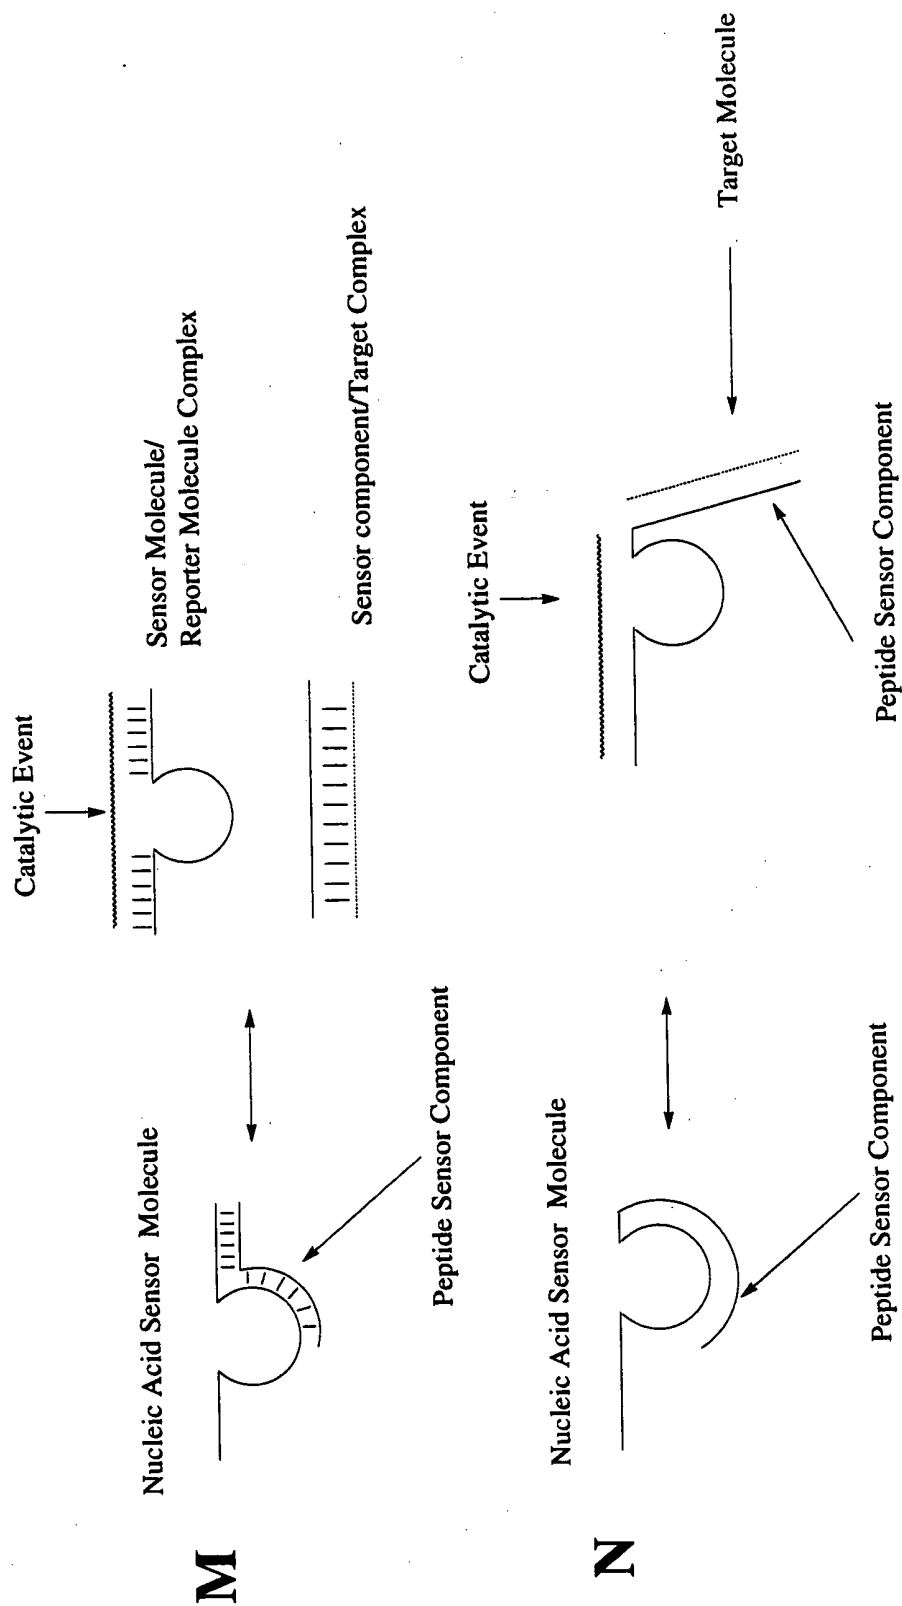 M
Nucleic Acid Sensor Molecule
Peptide Sensor Component
Catalytic Event
Sensor Molecule/
Reporter Molecule Complex
Sensor component/Target Complex
N
Nucleic Acid Sensor Molecule
Peptide Sensor Component
Catalytic Event
Peptide Sensor Component
Target Molecule